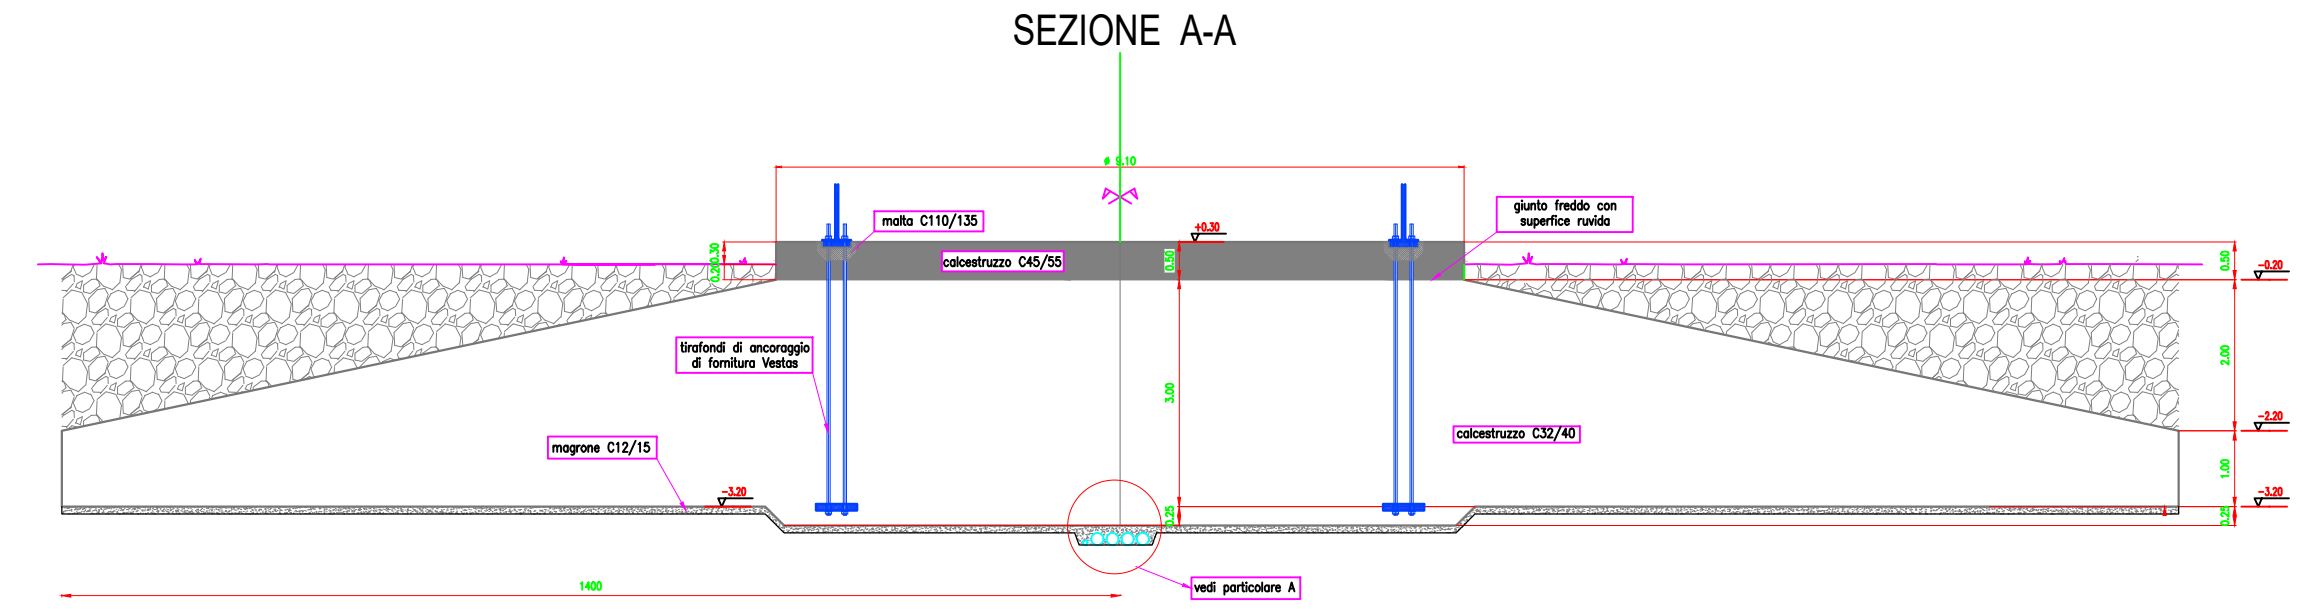 SEZIONE A-A
ø 9.10
malta C110/135
giunto freddo con
superfice ruvida
+0.30
0.30
0.20
calcestruzzo C45/55
0.50
0.50
-0.20
tirafondi di ancoraggio
di fornitura Vestas
3.00
2.00
-2.20
magrone C12/15
calcestruzzo C32/40
1.00
-3.20
-3.20
0.25
0.25
1400
vedi particolare A